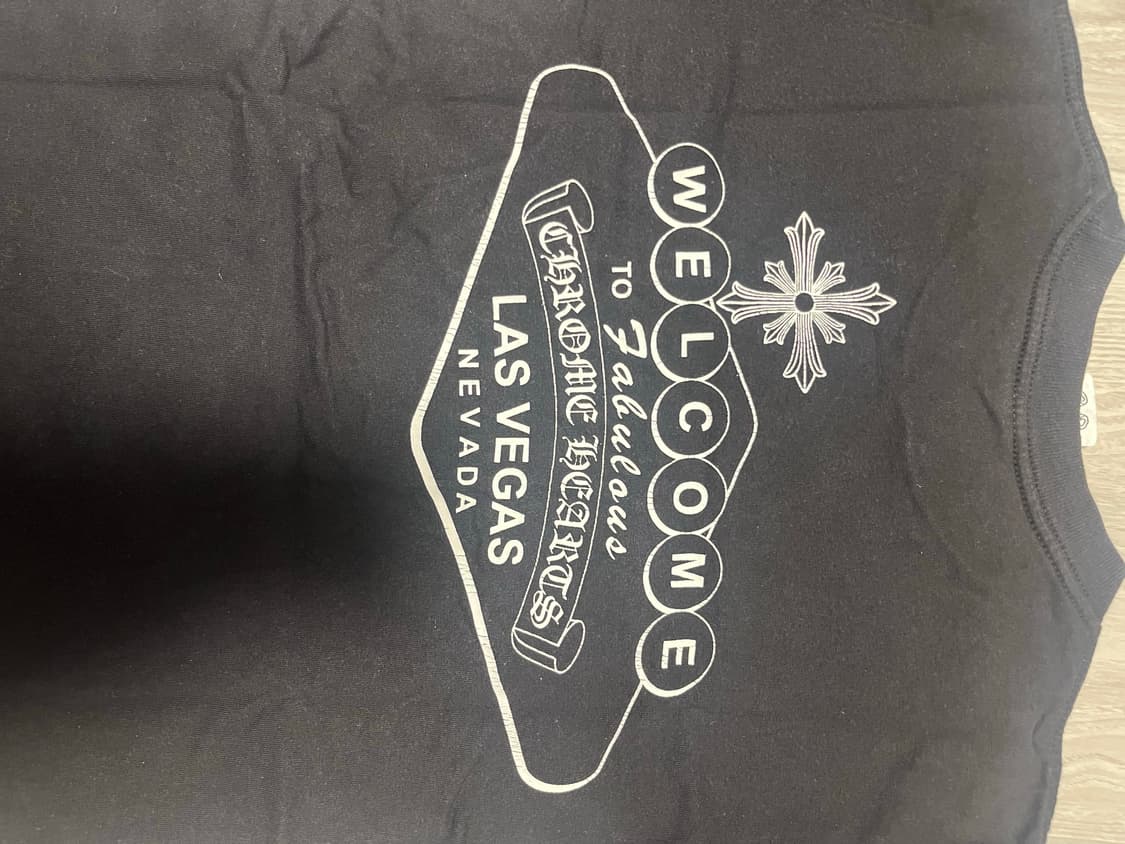 WELCOME
TO Fabulous
CHROME HEARTS
LAS VEGAS
NEVADA